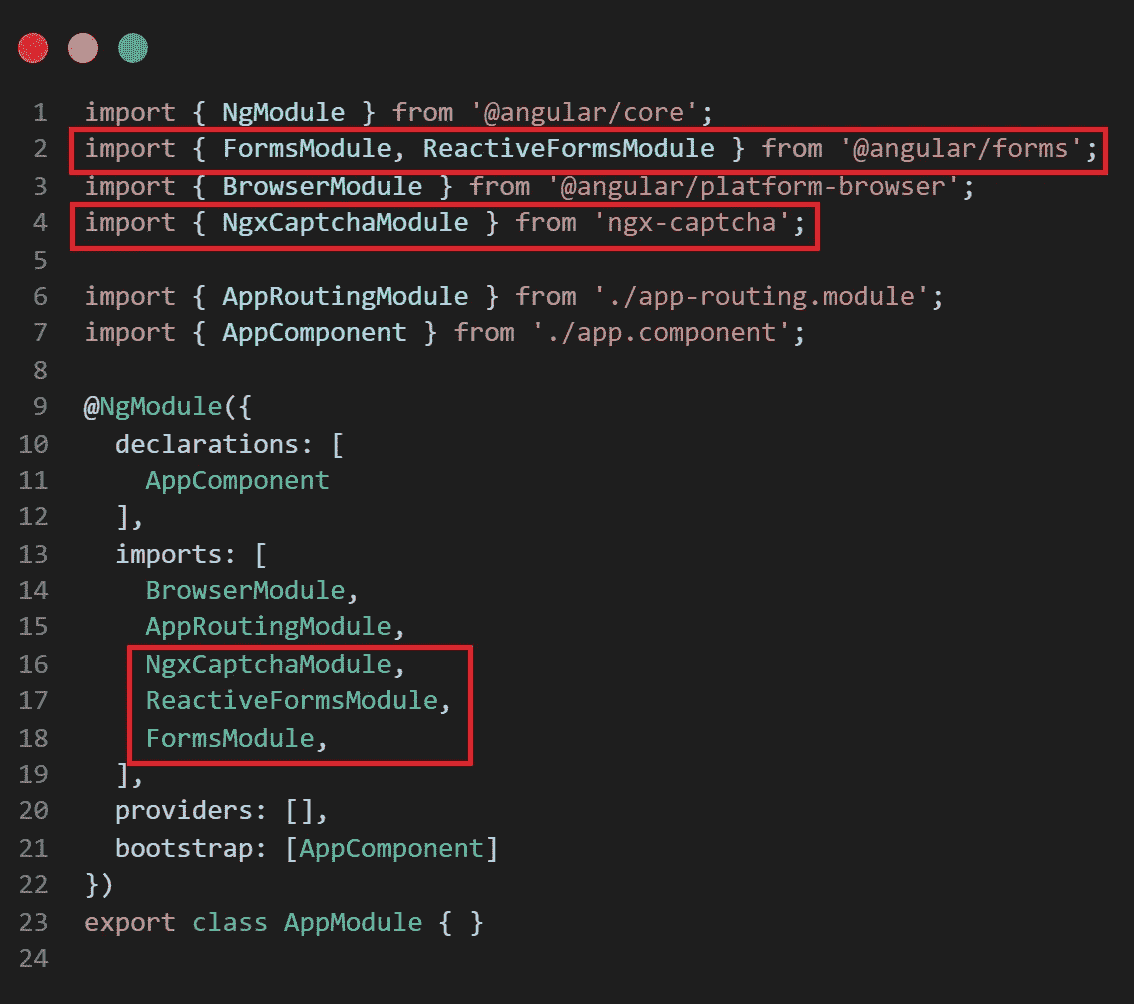 1 import { NgModule } from '@angular/core';
2 import { FormsModule, ReactiveFormsModule } from '@angular/forms';
3 import { BrowserModule } from '@angular/platform-browser';
4 import { NgxCaptchaModule } from 'ngx-captcha';
5
6 import { AppRoutingModule } from './app-routing.module';
7 import { AppComponent } from './app.component';
8
9 @NgModule({
10   declarations: [
11     AppComponent
12   ],
13   imports: [
14     BrowserModule,
15     AppRoutingModule,
16     NgxCaptchaModule,
17     ReactiveFormsModule,
18     FormsModule,
19   ],
20   providers: [],
21   bootstrap: [AppComponent]
22 })
23 export class AppModule { }
24